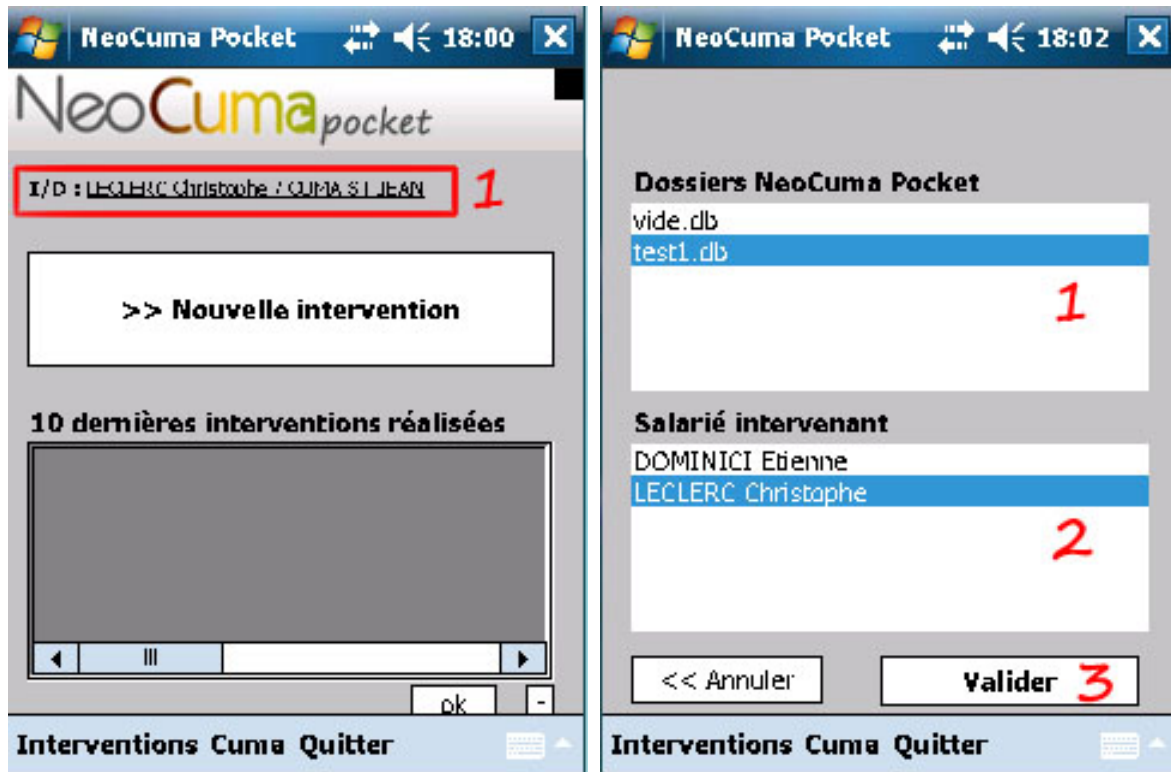 NeoCuma Pocket 18:00
NeoCuma pocket
I/D : LECLERC Christophe / CUMA ST JEAN
1
>> Nouvelle intervention
10 dernières interventions réalisées
ok -
Interventions Cuma Quitter
NeoCuma Pocket 18:02
Dossiers NeoCuma Pocket
vide.db
test1.db
1
Salarié intervenant
DOMINICI Etienne
LECLERC Christophe
2
<< Annuler Valider 3
Interventions Cuma Quitter